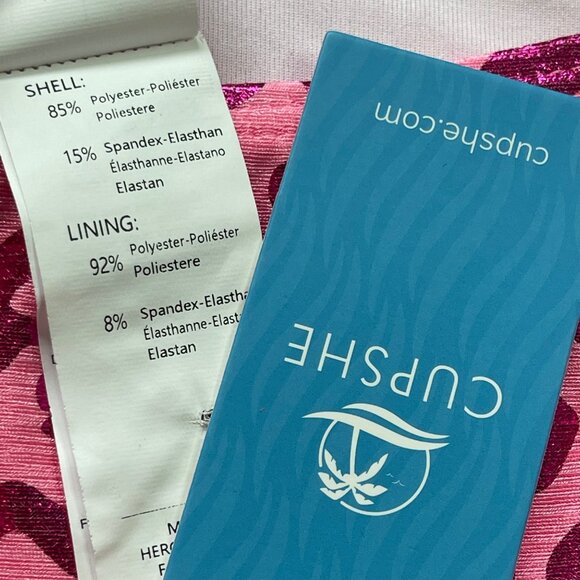 SHELL:
85% Polyester-Poliéster
Poliestere
15% Spandex-Elasthan
Élasthanne-Elastano
Elastan
LINING:
92% Polyester-Poliéster
Poliestere
8% Spandex-Elastha
Élasthanne-Elasta
Elastan
cupshe.com
CUPSHE